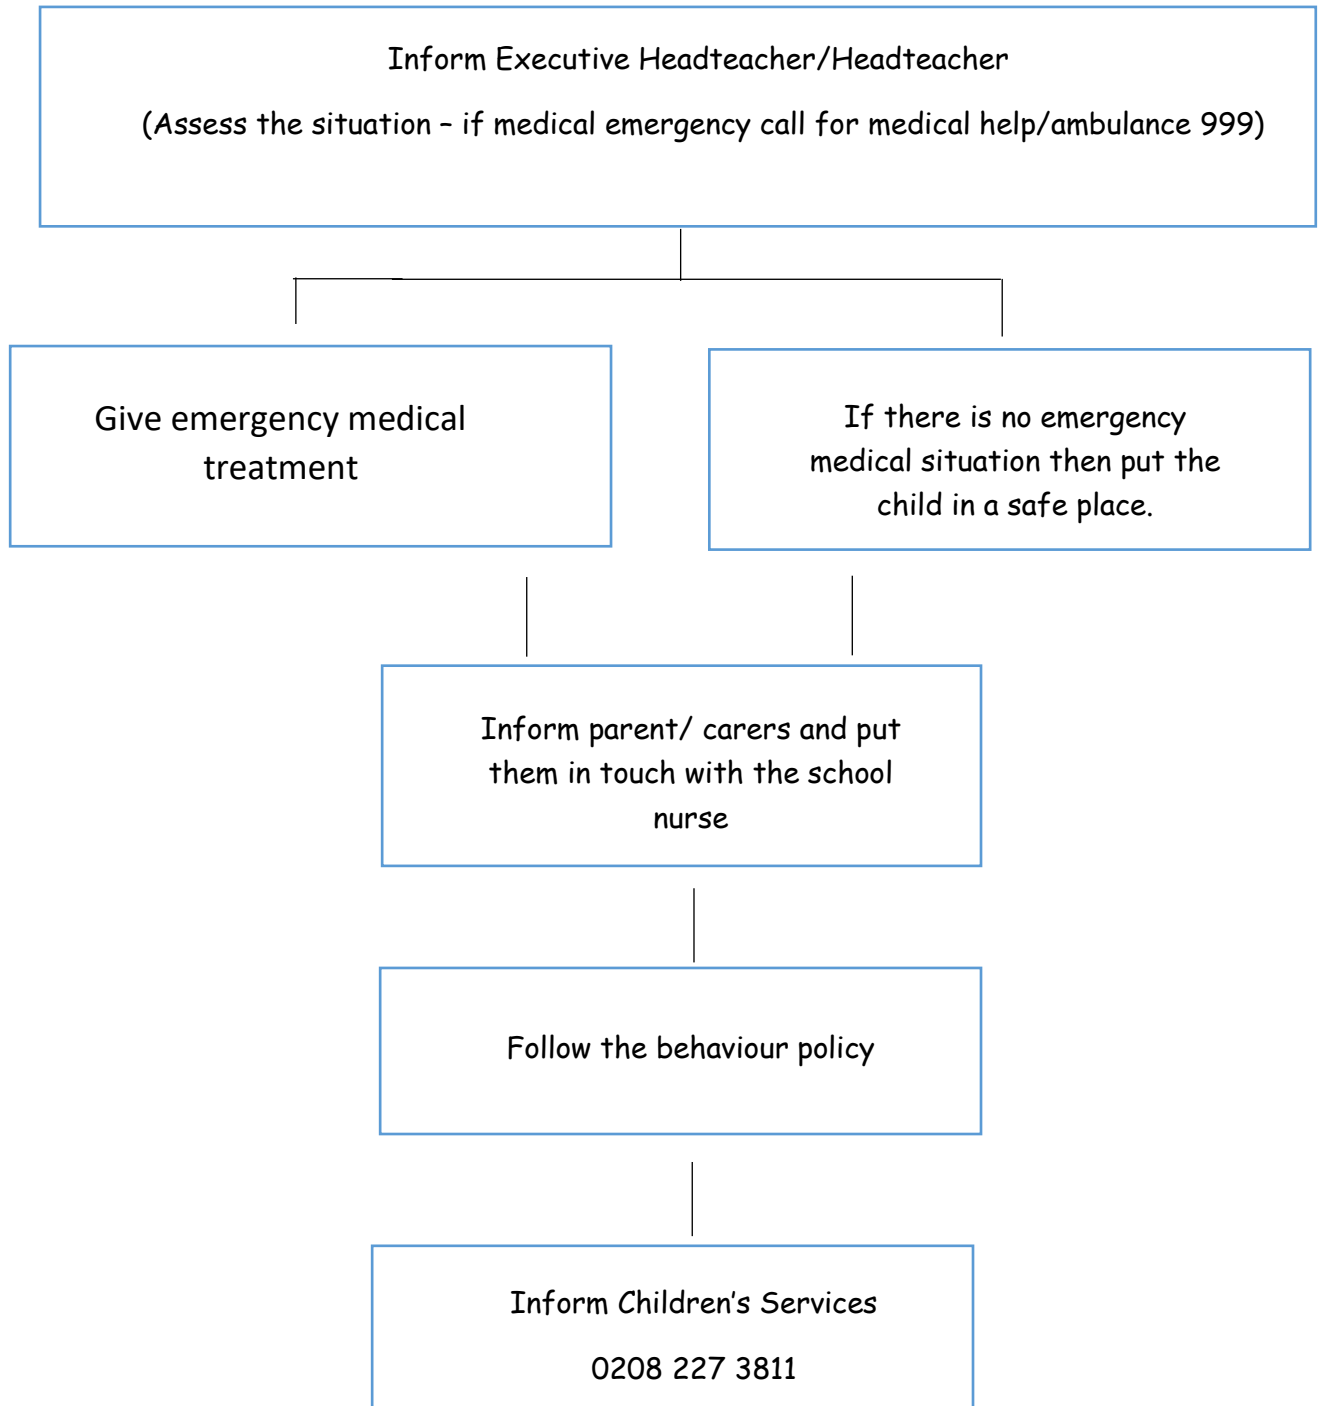 Inform Executive Headteacher/Headteacher
(Assess the situation – if medical emergency call for medical help/ambulance 999)
Give emergency medical
treatment
If there is no emergency
medical situation then put the
child in a safe place.
Inform parent/ carers and put
them in touch with the school
nurse
Follow the behaviour policy
Inform Children's Services
0208 227 3811